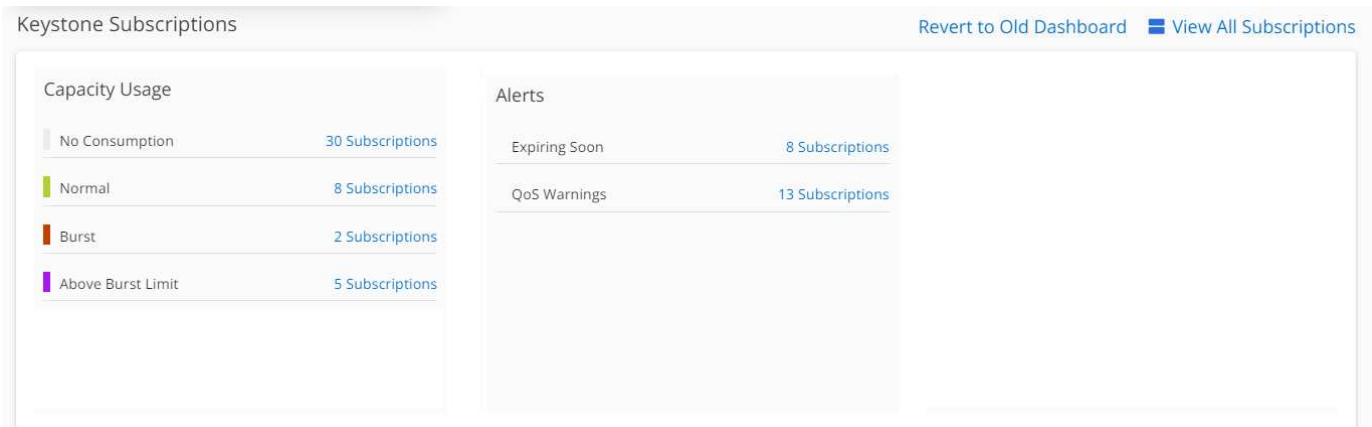 Keystone Subscriptions
Revert to Old Dashboard View All Subscriptions
Capacity Usage
No Consumption 30 Subscriptions
Normal 8 Subscriptions
Burst 2 Subscriptions
Above Burst Limit 5 Subscriptions
Alerts
Expiring Soon 8 Subscriptions
QoS Warnings 13 Subscriptions